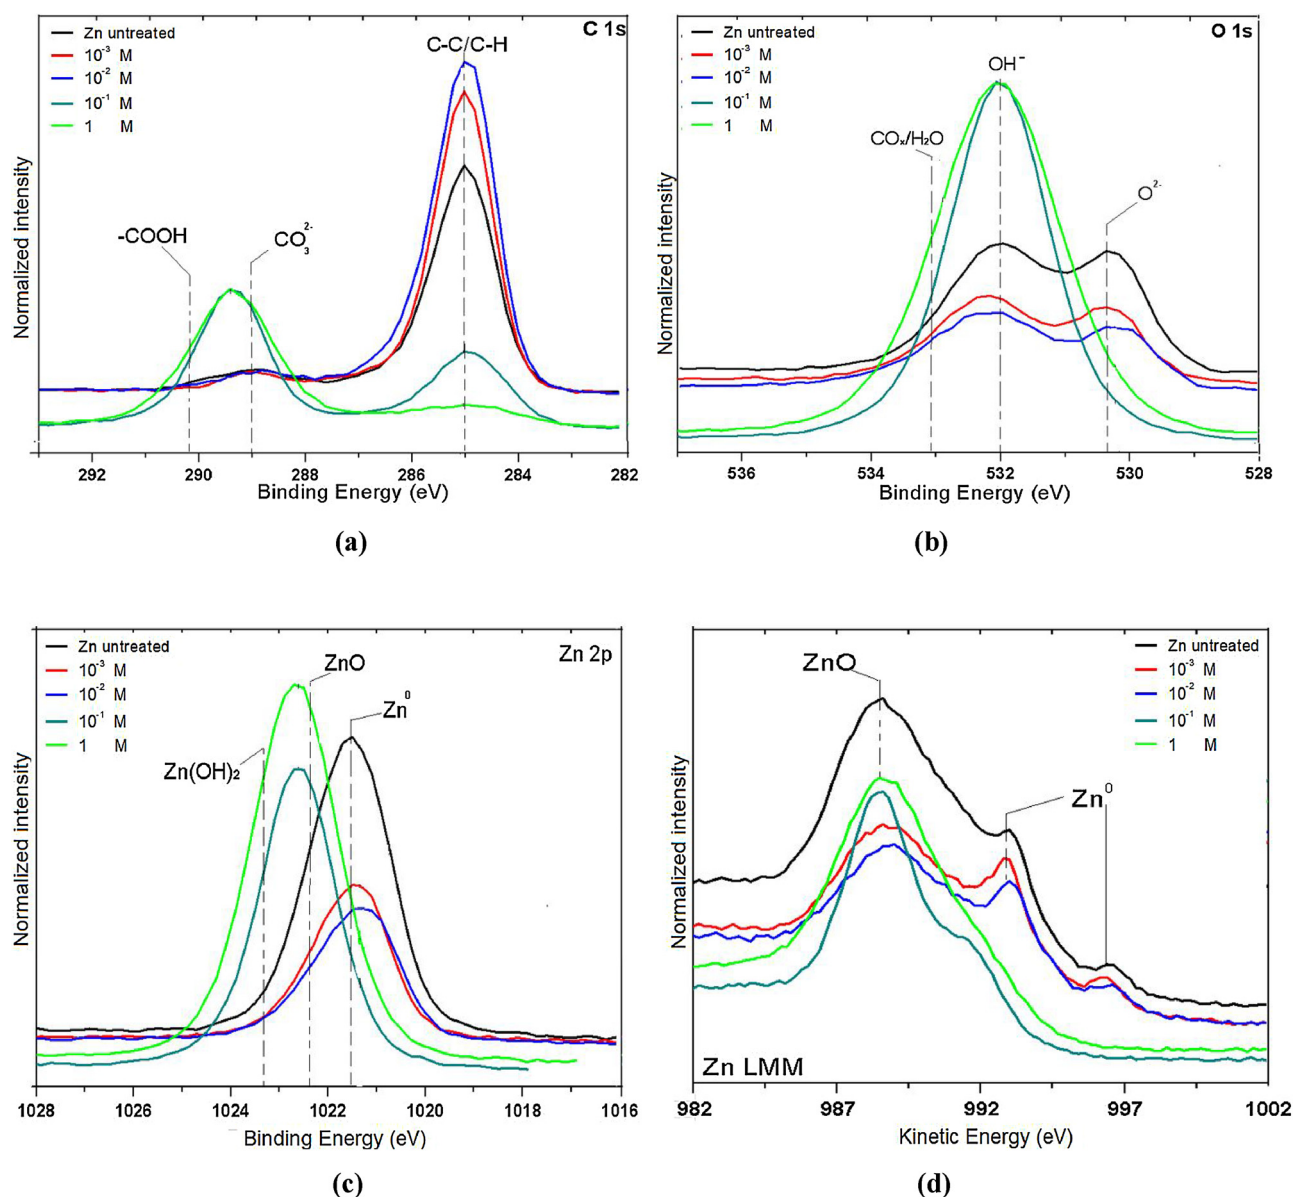 C 1s
Zn untreated
10⁻³ M
10⁻² M
10⁻¹ M
1 M
C-C/C-H
-COOH
CO₃²⁻
Normalized intensity
292 290 288 286 284 282
Binding Energy (eV)
(a)
O 1s
Zn untreated
10⁻³ M
10⁻² M
10⁻¹ M
1 M
OH⁻
COₓ/H₂O
O²⁻
Normalized intensity
536 534 532 530 528
Binding Energy (eV)
(b)
Zn 2p
Zn untreated
10⁻³ M
10⁻² M
10⁻¹ M
1 M
ZnO
Zn⁰
Zn(OH)₂
Normalized intensity
1028 1026 1024 1022 1020 1018 1016
Binding Energy (eV)
(c)
Zn untreated
10⁻³ M
10⁻² M
10⁻¹ M
1 M
ZnO
Zn⁰
Normalized intensity
Zn LMM
982 987 992 997 1002
Kinetic Energy (eV)
(d)